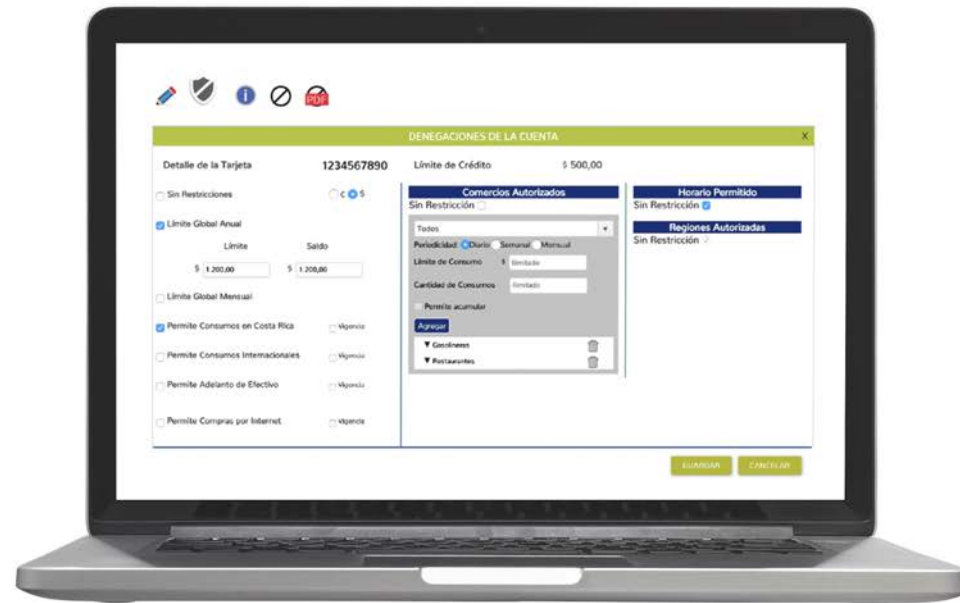 PDF
DENEGACIONES DE LA CUENTA X
Detalle de la Tarjeta 1234567890 Límite de Crédito $ 500,00
Sin Restricciones ₡ $
Límite Global Anual
Límite Saldo
$ 1.200,00 $ 1.200,00
Límite Global Mensual
Permite Consumos en Costa Rica Vigencia
Permite Consumos Internacionales Vigencia
Permite Adelanto de Efectivo Vigencia
Permite Compras por Internet Vigencia
Comercios Autorizados
Sin Restricción
Todos
Periodicidad: Diario Semanal Mensual
Límite de Consumo $ Ilimitado
Cantidad de Consumos Ilimitado
Permite acumular
Agregar
Gasolineras
Restaurantes
Horario Permitido
Sin Restricción
Regiones Autorizadas
Sin Restricción
GUARDAR CANCELAR